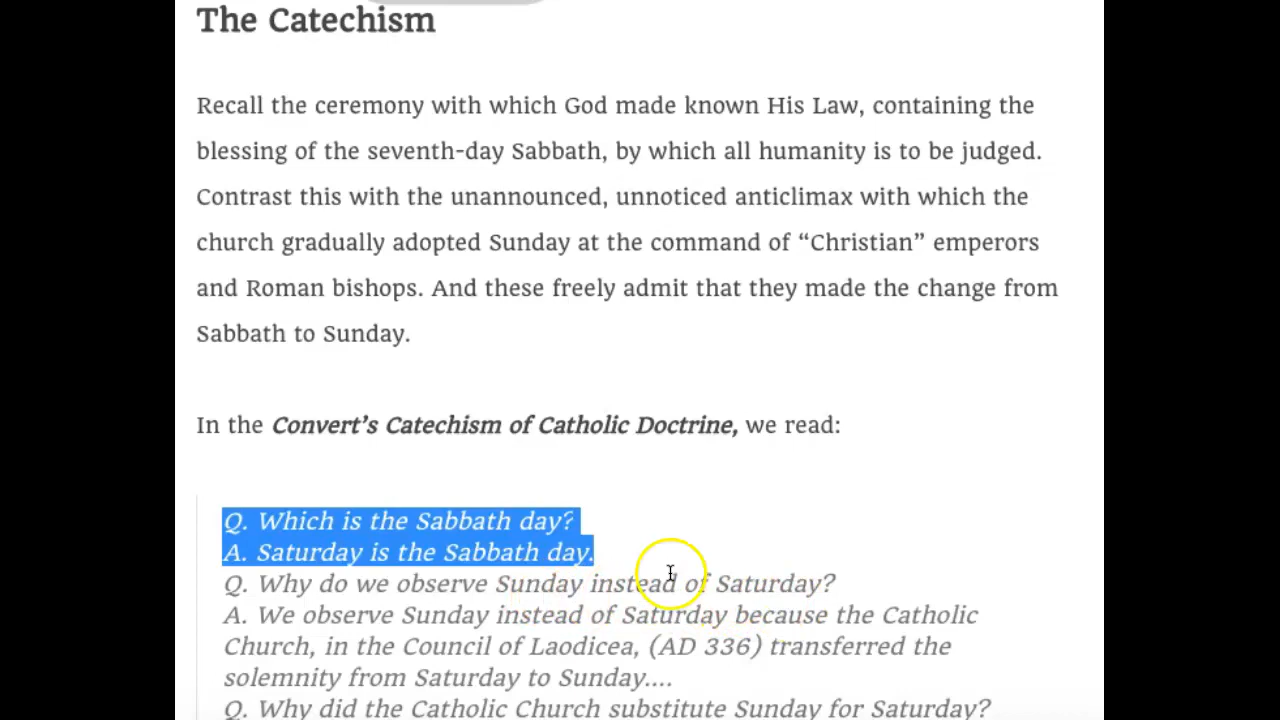 The Catechism
Recall the ceremony with which God made known His Law, containing the
blessing of the seventh-day Sabbath, by which all humanity is to be judged.
Contrast this with the unannounced, unnoticed anticlimax with which the
church gradually adopted Sunday at the command of “Christian” emperors
and Roman bishops. And these freely admit that they made the change from
Sabbath to Sunday.
In the Convert’s Catechism of Catholic Doctrine, we read:
Q. Which is the Sabbath day?
A. Saturday is the Sabbath day.
Q. Why do we observe Sunday instead of Saturday?
A. We observe Sunday instead of Saturday because the Catholic
Church, in the Council of Laodicea, (AD 336) transferred the
solemnity from Saturday to Sunday....
Q. Why did the Catholic Church substitute Sunday for Saturday?